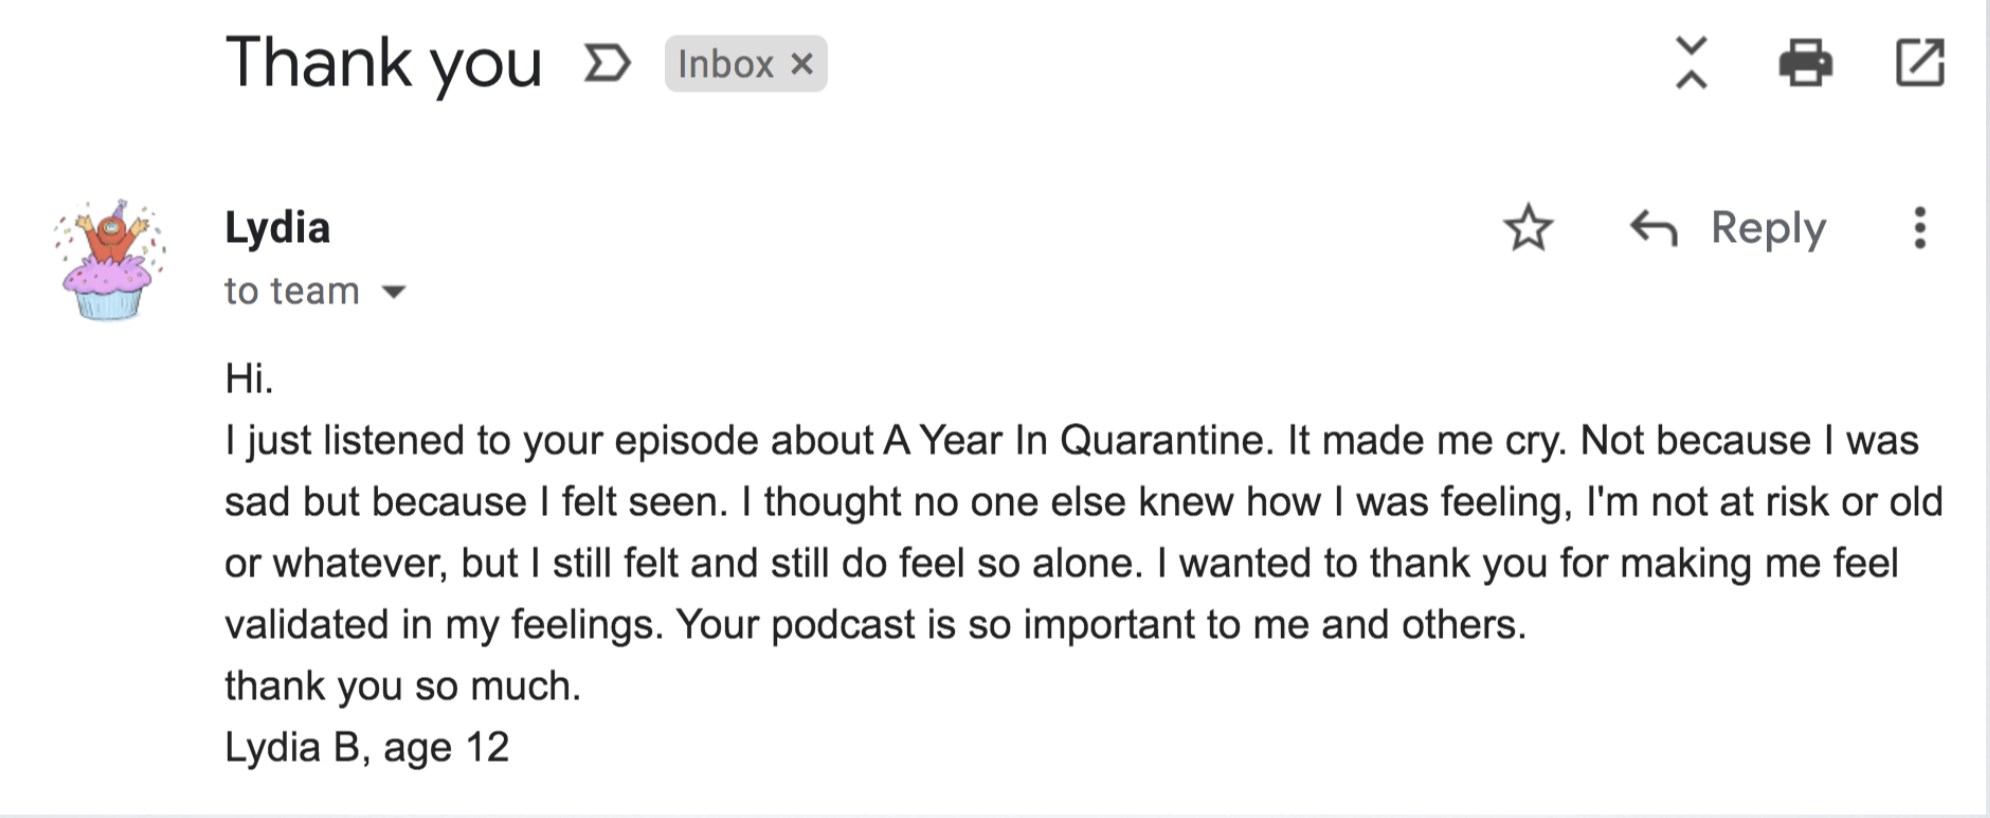 Thank you
Inbox ×
Lydia
Reply
to team
Hi.
I just listened to your episode about A Year In Quarantine. It made me cry. Not because I was
sad but because I felt seen. I thought no one else knew how I was feeling, I'm not at risk or old
or whatever, but I still felt and still do feel so alone. I wanted to thank you for making me feel
validated in my feelings. Your podcast is so important to me and others.
thank you so much.
Lydia B, age 12